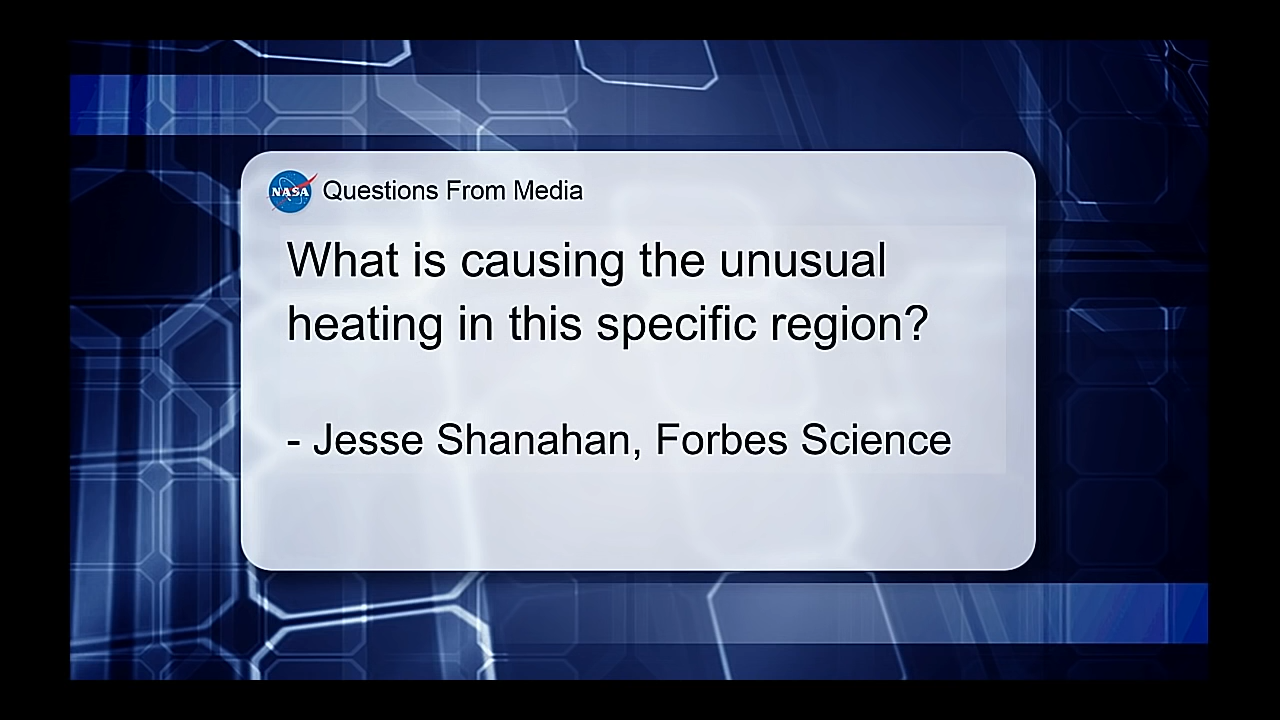 NASA Questions From Media
What is causing the unusual
heating in this specific region?
- Jesse Shanahan, Forbes Science